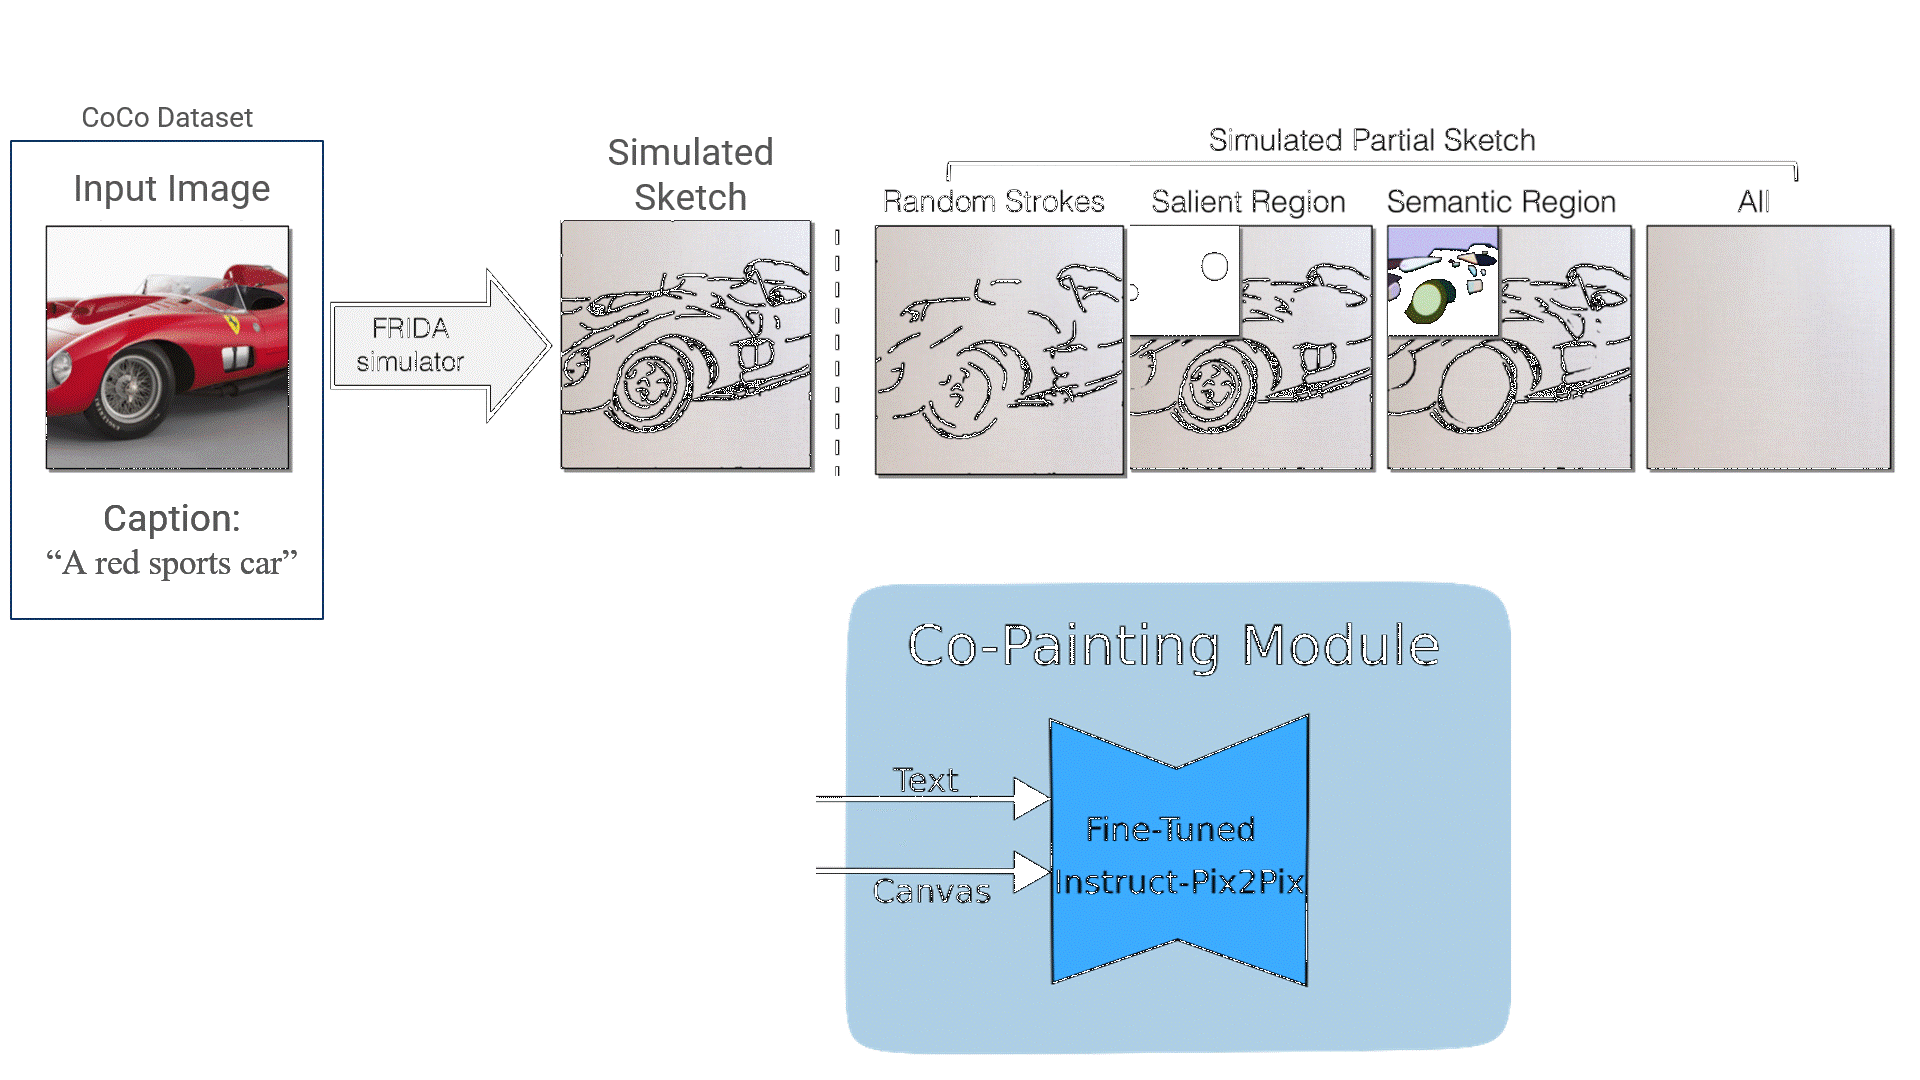 CoCo Dataset
Input Image
Caption:
“A red sports car”
FRIDA
simulator
Simulated
Sketch
Simulated Partial Sketch
Random Strokes
Salient Region
Semantic Region
All
Co-Painting Module
Text
Canvas
Fine-Tuned
Instruct-Pix2Pix